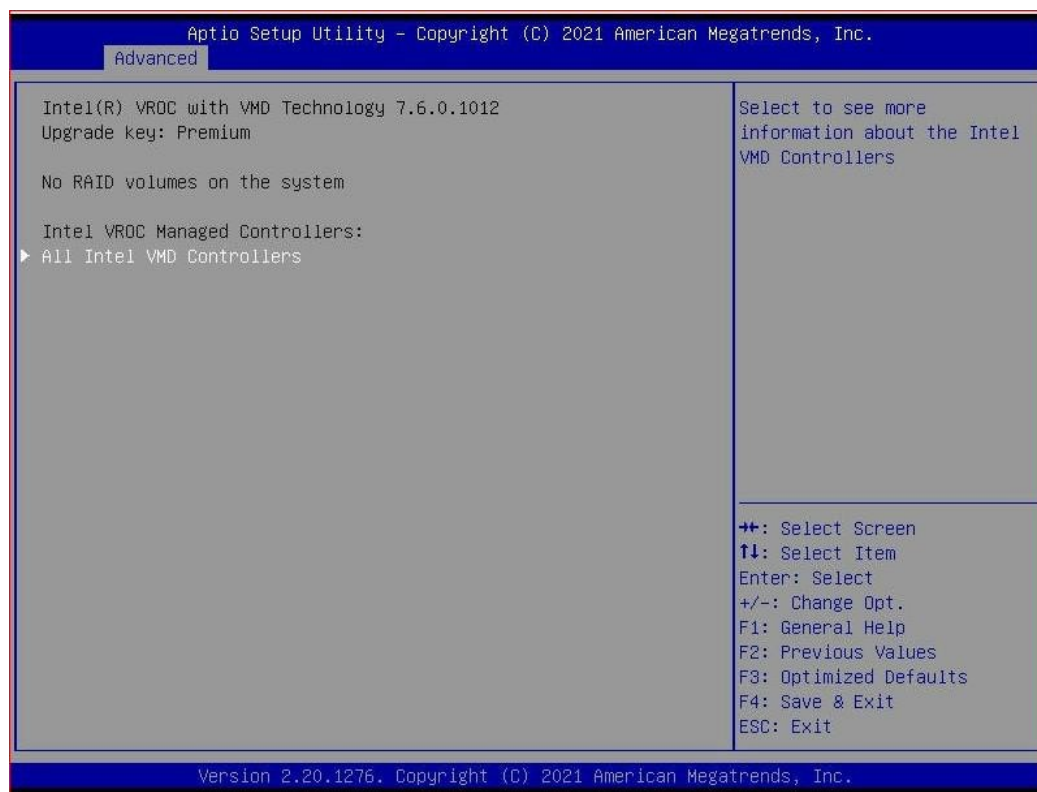 Aptio Setup Utility – Copyright (C) 2021 American Megatrends, Inc.
Advanced
Intel(R) VROC with VMD Technology 7.6.0.1012
Upgrade key: Premium
No RAID volumes on the system
Intel VROC Managed Controllers:
► All Intel VMD Controllers
Select to see more
information about the Intel
VMD Controllers
→←: Select Screen
↑↓: Select Item
Enter: Select
+/-: Change Opt.
F1: General Help
F2: Previous Values
F3: Optimized Defaults
F4: Save & Exit
ESC: Exit
Version 2.20.1276. Copyright (C) 2021 American Megatrends, Inc.